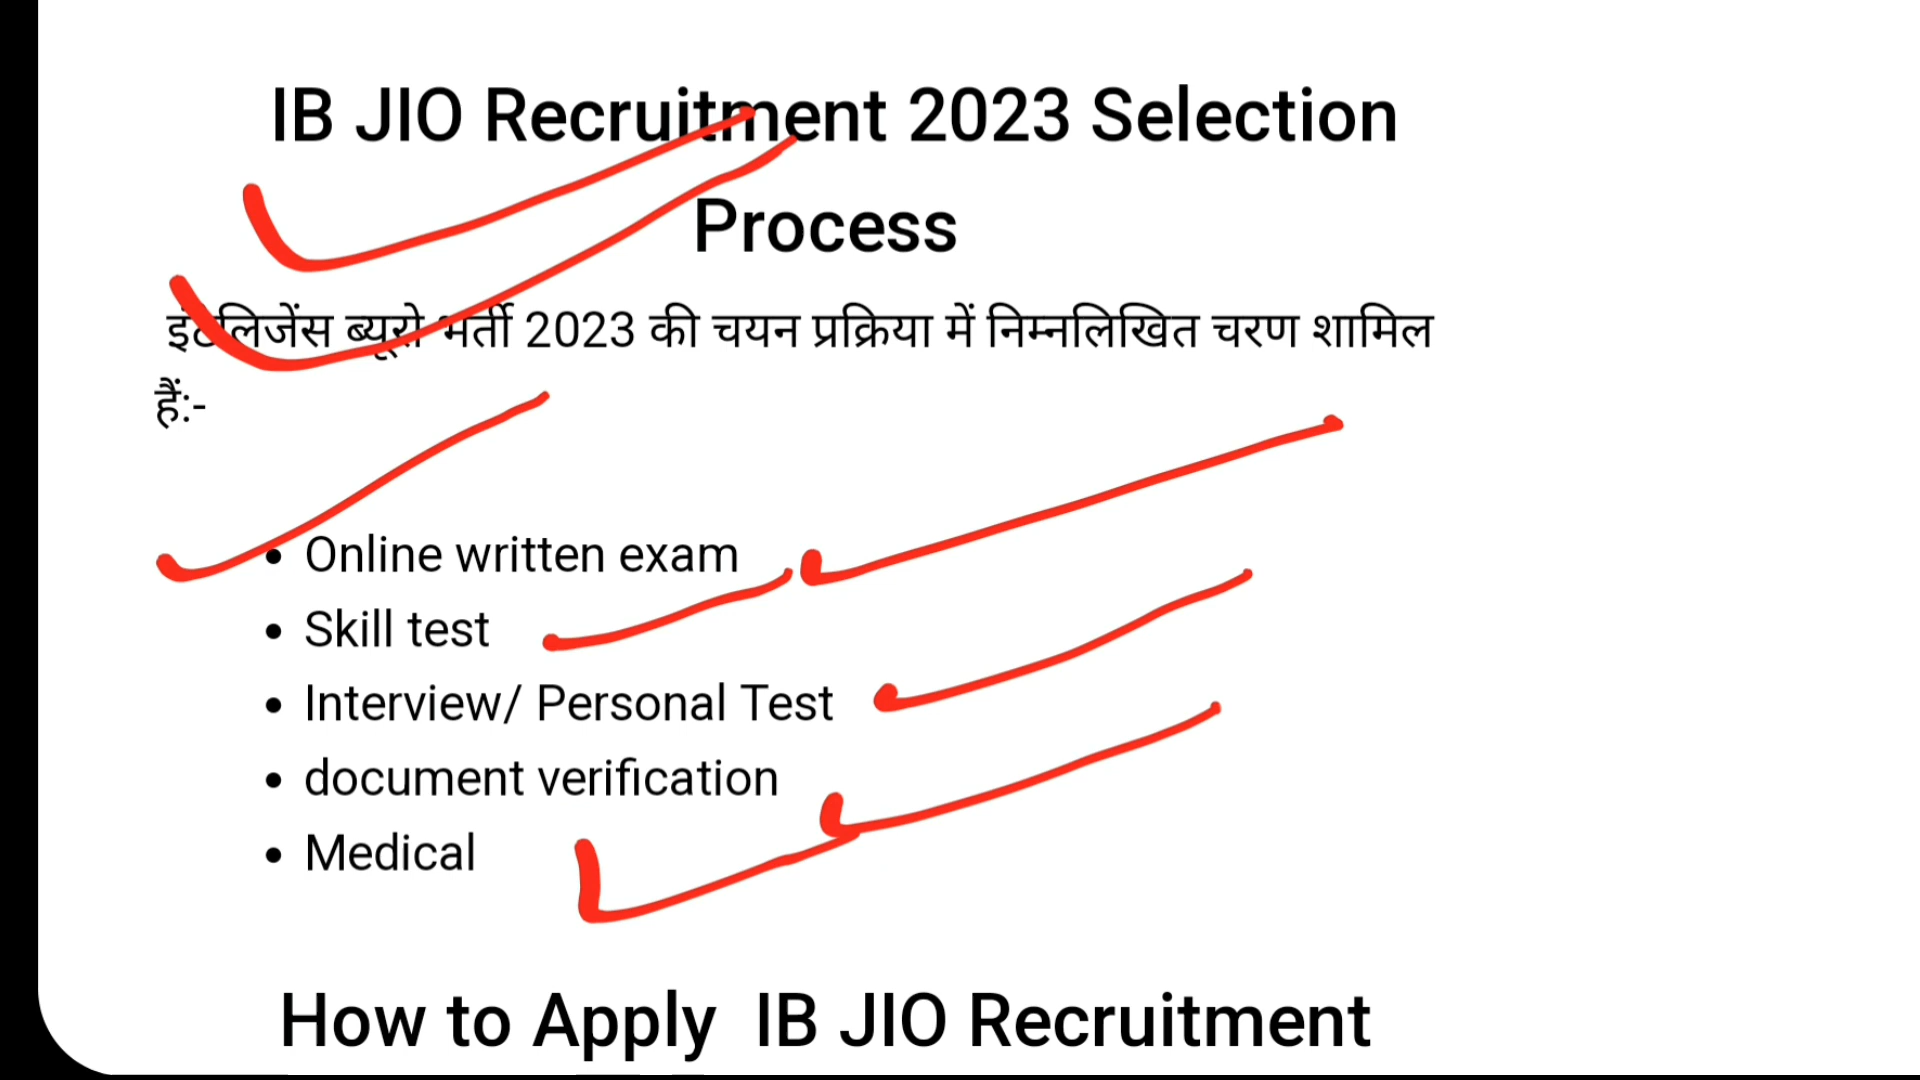 IB JIO Recruitment 2023 Selection
Process
इंटेलिजेंस ब्यूरो भर्ती 2023 की चयन प्रक्रिया में निम्नलिखित चरण शामिल
हैं:-
• Online written exam
• Skill test
• Interview/ Personal Test
• document verification
• Medical
How to Apply IB JIO Recruitment